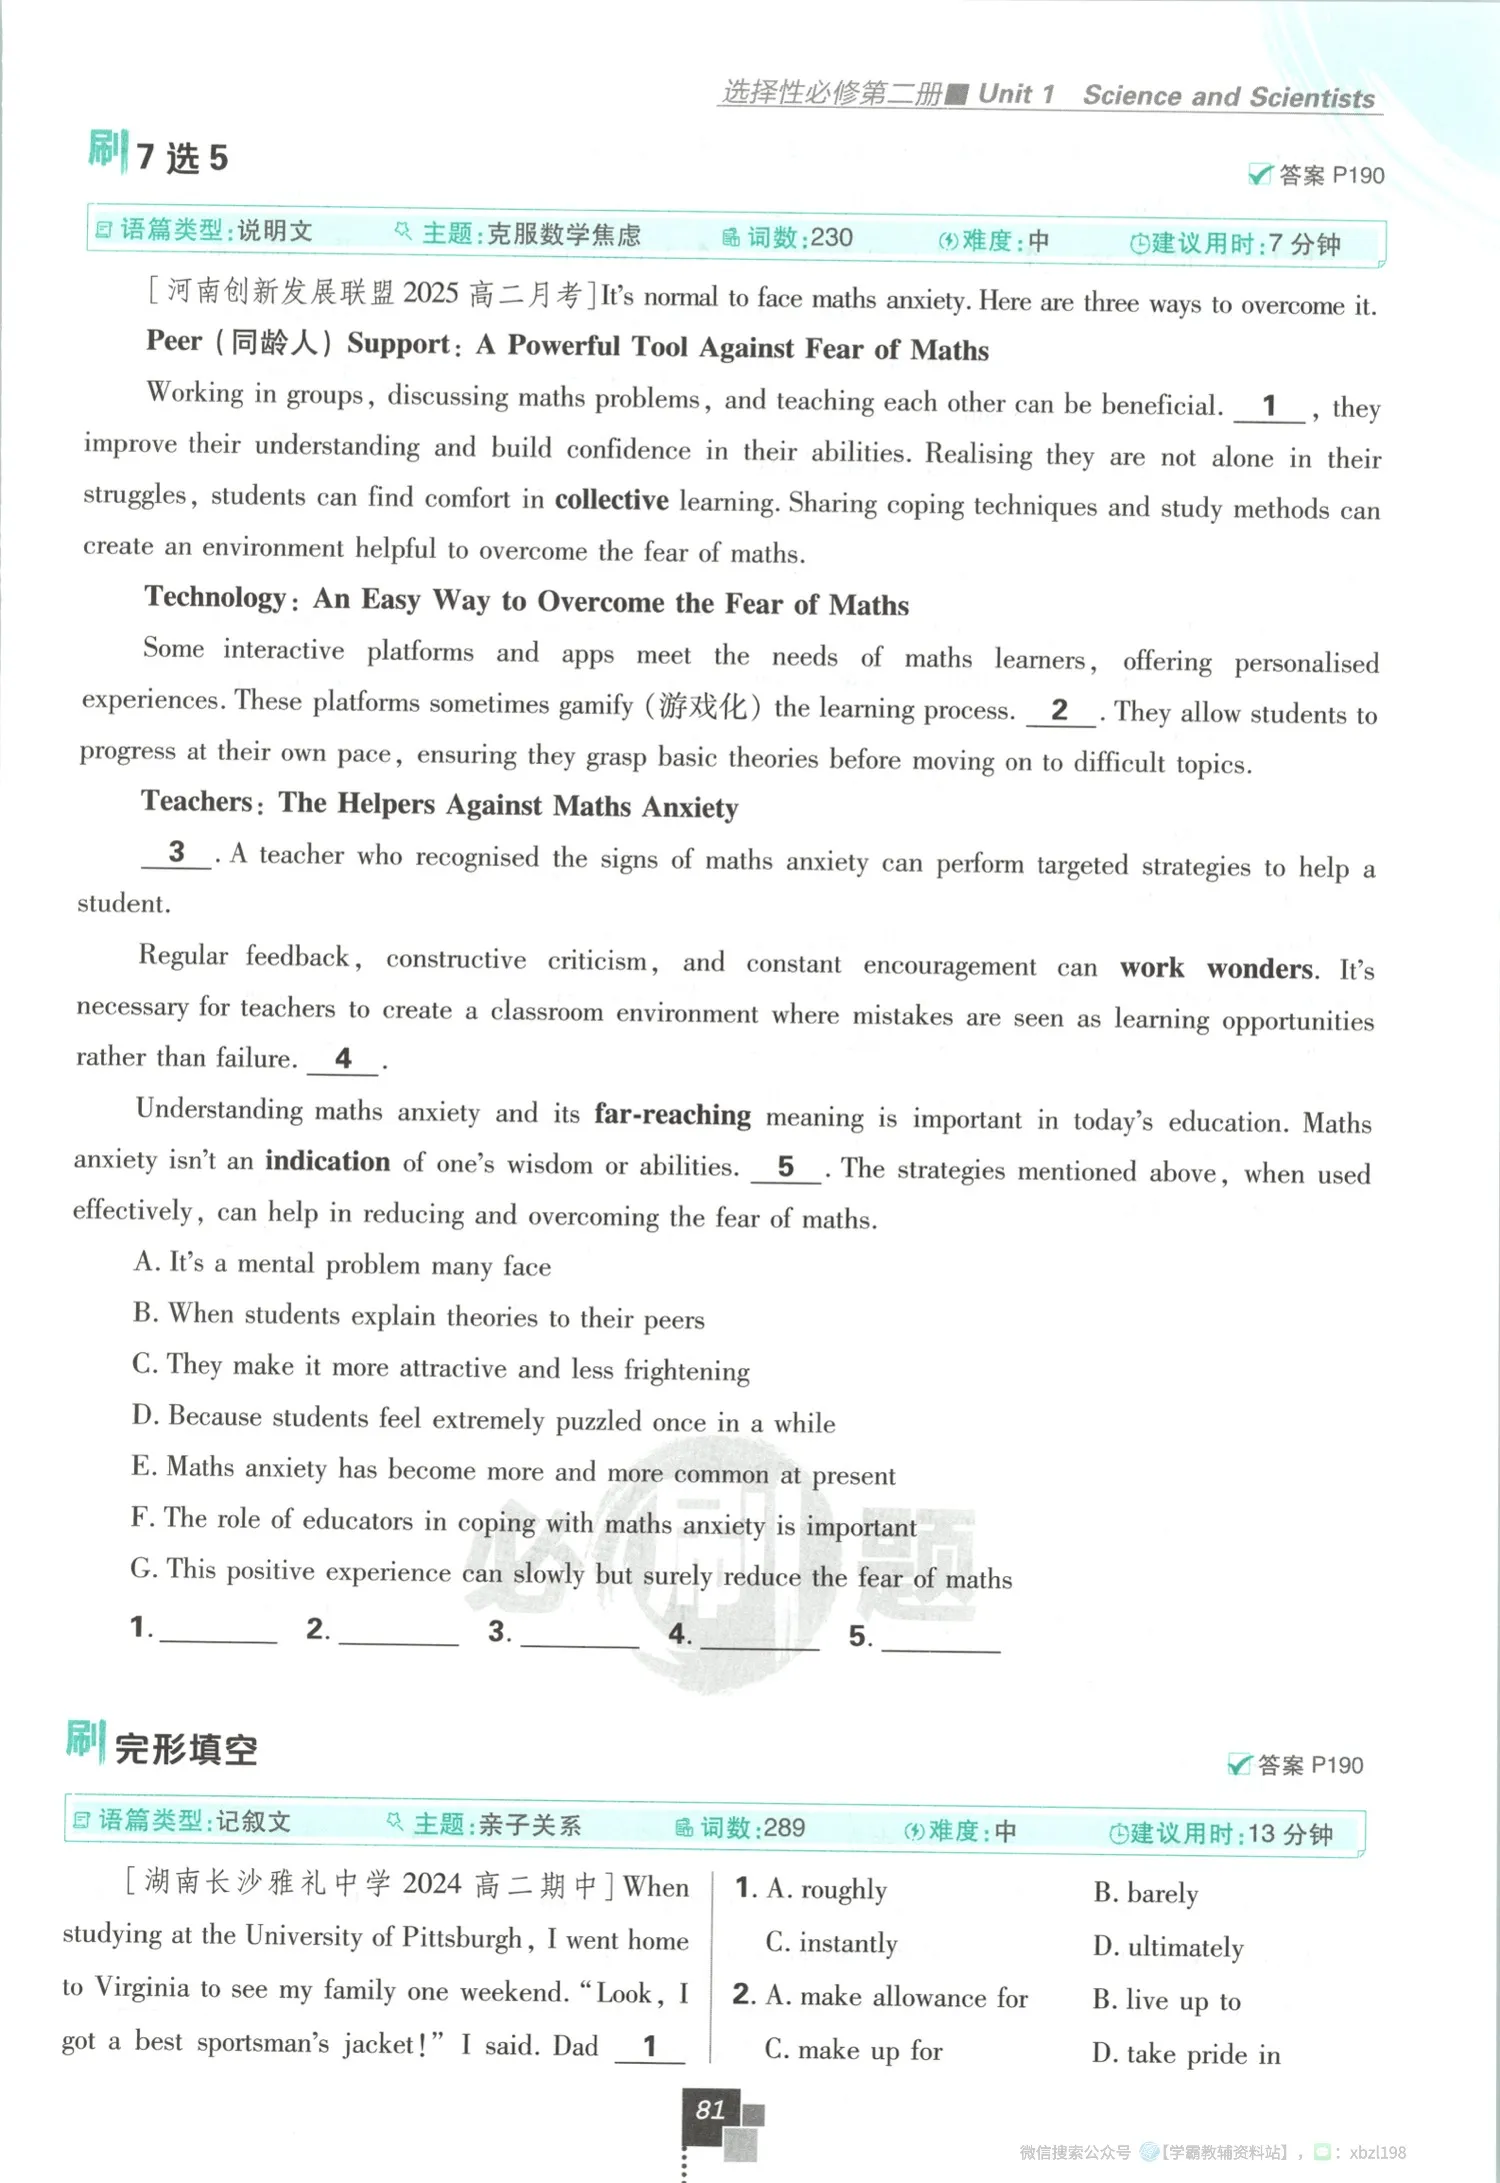 选择性必修第二册■ Unit 1 Science and Scientists
刷 7 选 5
答案 P190
语篇类型:说明文 主题:克服数学焦虑 词数:230 难度:中 建议用时:7 分钟
[河南创新发展联盟 2025 高二月考]It's normal to face maths anxiety. Here are three ways to overcome it.
Peer (同龄人) Support: A Powerful Tool Against Fear of Maths
Working in groups, discussing maths problems, and teaching each other can be beneficial. 1 , they
improve their understanding and build confidence in their abilities. Realising they are not alone in their
struggles, students can find comfort in collective learning. Sharing coping techniques and study methods can
create an environment helpful to overcome the fear of maths.
Technology: An Easy Way to Overcome the Fear of Maths
Some interactive platforms and apps meet the needs of maths learners, offering personalised
experiences. These platforms sometimes gamify (游戏化) the learning process. 2 . They allow students to
progress at their own pace, ensuring they grasp basic theories before moving on to difficult topics.
Teachers: The Helpers Against Maths Anxiety
3 . A teacher who recognised the signs of maths anxiety can perform targeted strategies to help a
student.
Regular feedback, constructive criticism, and constant encouragement can work wonders. It's
necessary for teachers to create a classroom environment where mistakes are seen as learning opportunities
rather than failure. 4 .
Understanding maths anxiety and its far-reaching meaning is important in today's education. Maths
anxiety isn't an indication of one's wisdom or abilities. 5 . The strategies mentioned above, when used
effectively, can help in reducing and overcoming the fear of maths.
A. It's a mental problem many face
B. When students explain theories to their peers
C. They make it more attractive and less frightening
D. Because students feel extremely puzzled once in a while
E. Maths anxiety has become more and more common at present
F. The role of educators in coping with maths anxiety is important
G. This positive experience can slowly but surely reduce the fear of maths
必刷题
1. 2. 3. 4. 5.
刷 完形填空
答案 P190
语篇类型:记叙文 主题:亲子关系 词数:289 难度:中 建议用时:13 分钟
[湖南长沙雅礼中学 2024 高二期中]When
studying at the University of Pittsburgh, I went home
to Virginia to see my family one weekend. "Look, I
got a best sportsman's jacket!" I said. Dad 1
1. A. roughly B. barely
C. instantly D. ultimately
2. A. make allowance for B. live up to
C. make up for D. take pride in
81
微信搜索公众号【学霸教辅资料站】, : xbzl198